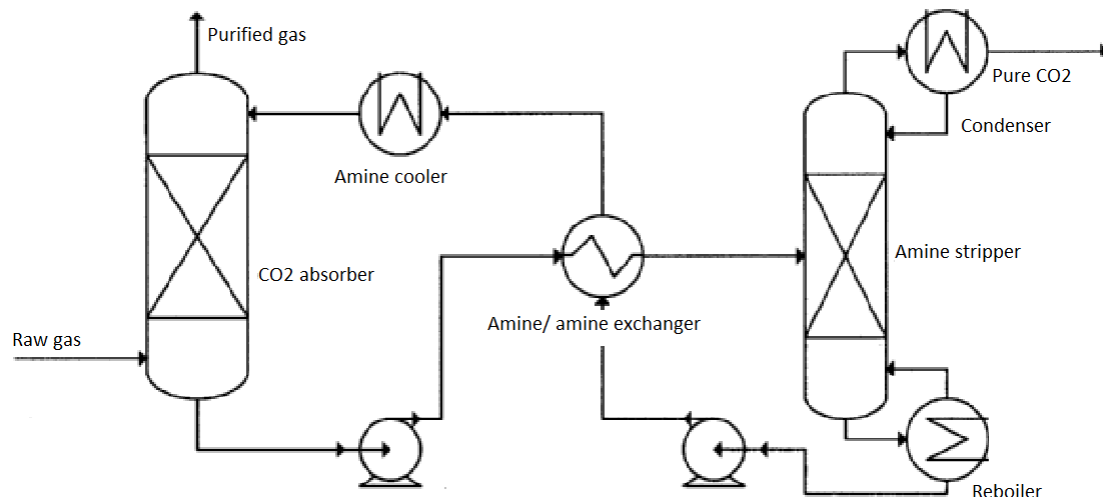 Purified gas
Pure CO2
Condenser
Amine cooler
Amine stripper
CO2 absorber
Amine/ amine exchanger
Raw gas
Reboiler